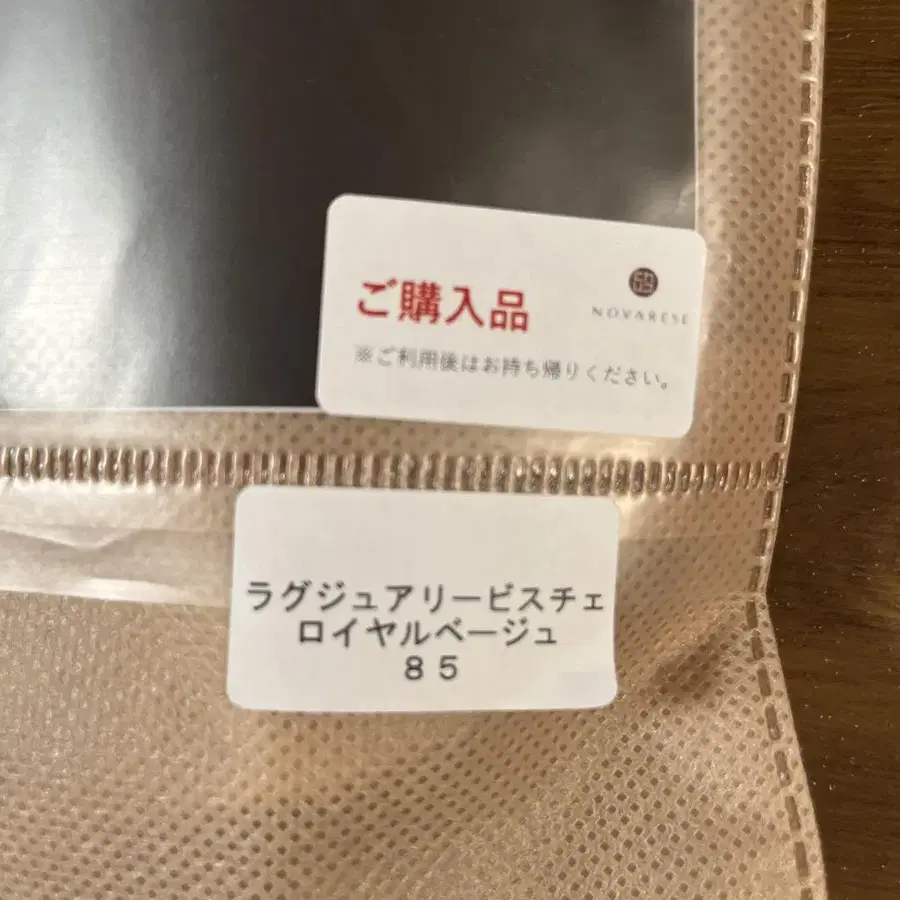 ご購入品
NOVARESE
※ご利用後はお持ち帰りください。
ラグジュアリービスチェ
ロイヤルベージュ
85